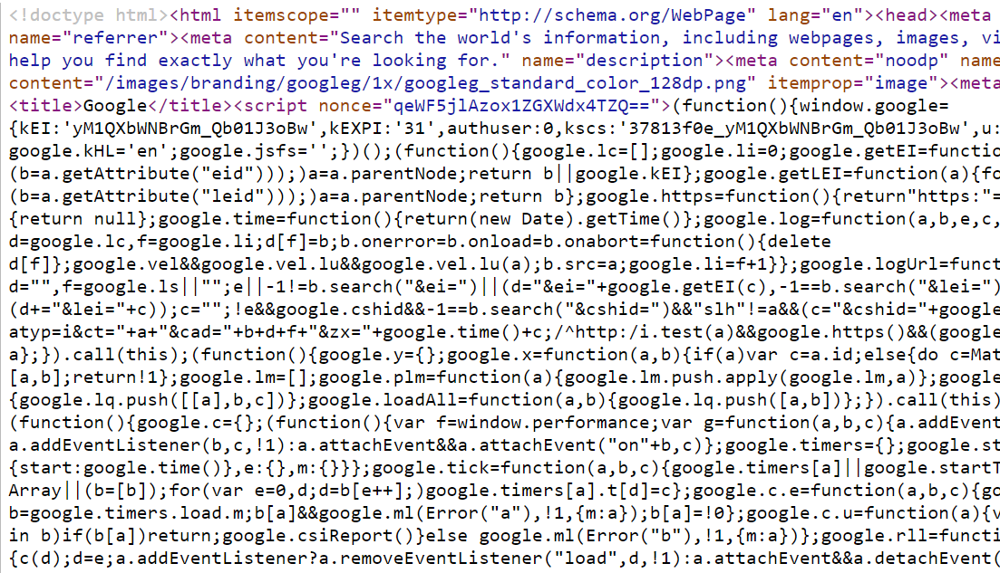 <!doctype html><html itemscope="" itemtype="http://schema.org/WebPage" lang="en"><head><meta
name="referrer"><meta content="Search the world's information, including webpages, images, vi
help you find exactly what you're looking for." name="description"><meta content="noodp" name
content="/images/branding/googleg/1x/googleg_standard_color_128dp.png" itemprop="image"><meta
<title>Google</title><script nonce="qeWF5jlAzox1ZGXWdx4TZQ==">(function(){window.google=
{kEI:'yM1QXbWNBrGm_Qb01J3oBw',kEXPI:'31',authuser:0,kscs:'37813f0e_yM1QXbWNBrGm_Qb01J3oBw',u:
google.kHL='en';google.jsfs='';})();(function(){google.lc=[];google.li=0;google.getEI=functio
(b=a.getAttribute("eid")));)a=a.parentNode;return b||google.kEI};google.getLEI=function(a){fo
(b=a.getAttribute("leid")));)a=a.parentNode;return b};google.https=function(){return"https:"=
{return null};google.time=function(){return(new Date).getTime()};google.log=function(a,b,e,c,
d=google.lc,f=google.li;d[f]=b;b.onerror=b.onload=b.onabort=function(){delete
d[f]};google.vel&&google.vel.lu&&google.vel.lu(a);b.src=a;google.li=f+1}};google.logUrl=funct
d="",f=google.ls||"";e||-1!=b.search("&ei=")||(d="&ei="+google.getEI(c),-1==b.search("&lei=")
(d+="&lei="+c));c="";!e&&google.cshid&&-1==b.search("&cshid=")&&"slh"!=a&&(c="&cshid="+google
atyp=i&ct="+a+"&cad="+b+d+f+"&zx="+google.time()+c;/^http:/i.test(a)&&google.https()&&(google
a};}).call(this);(function(){google.y={};google.x=function(a,b){if(a)var c=a.id;else{do c=Mat
[a,b];return!1};google.lm=[];google.plm=function(a){google.lm.push.apply(google.lm,a)};google
{google.lq.push([[a],b,c])};google.loadAll=function(a,b){google.lq.push([a,b])};}).call(this)
(function(){google.c={};(function(){var f=window.performance;var g=function(a,b,c){a.addEvent
a.addEventListener(b,c,!1):a.attachEvent&&a.attachEvent("on"+b,c)};google.timers={};google.st
{start:google.time()},e:{},m:{}}};google.tick=function(a,b,c){google.timers[a]||google.startT
Array||(b=[b]);for(var e=0,d;d=b[e++];)google.timers[a].t[d]=c};google.c.e=function(a,b,c){go
b=google.timers.load.m;b[a]&&google.ml(Error("a"),!1,{m:a});b[a]=!0};google.c.u=function(a){v
in b)if(b[a])return;google.csiReport()}else google.ml(Error("b"),!1,{m:a})};google.rll=functi
{c(d);d=e;a.addEventListener?a.removeEventListener("load",d,!1):a.attachEvent&&a.detachEvent(